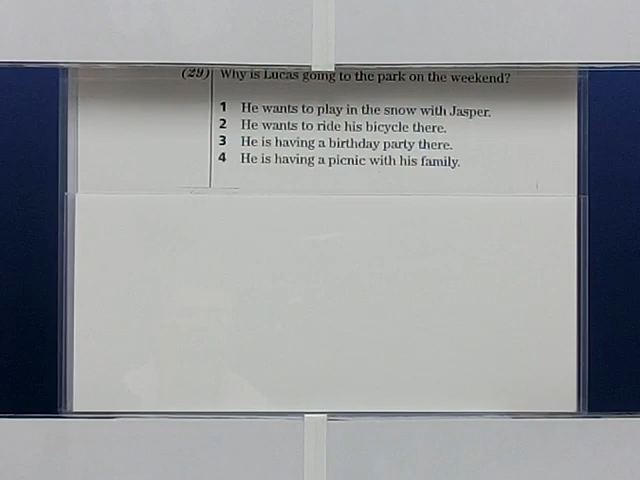 (29) Why is Lucas going to the park on the weekend?
1 He wants to play in the snow with Jasper.
2 He wants to ride his bicycle there.
3 He is having a birthday party there.
4 He is having a picnic with his family.